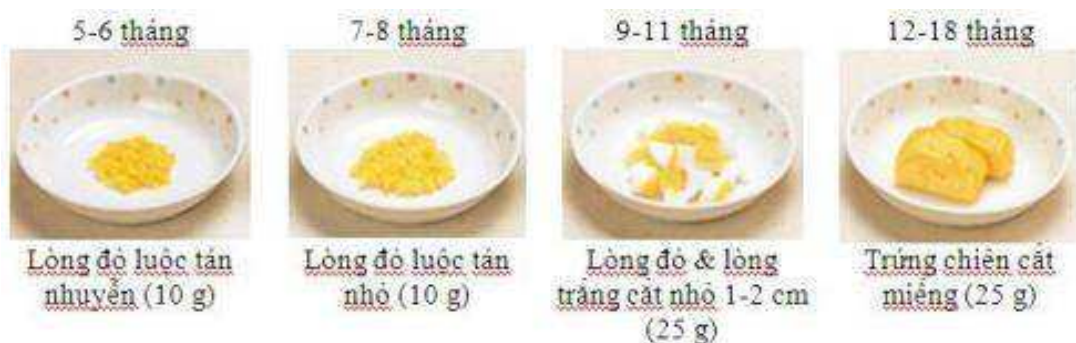 5-6 tháng
7-8 tháng
9-11 tháng
12-18 tháng
Lòng đỏ luộc tán
nhuyễn (10 g)
Lòng đỏ luộc tán
nhỏ (10 g)
Lòng đỏ & lòng
trắng cắt nhỏ 1-2 cm
(25 g)
Trứng chiên cắt
miếng (25 g)